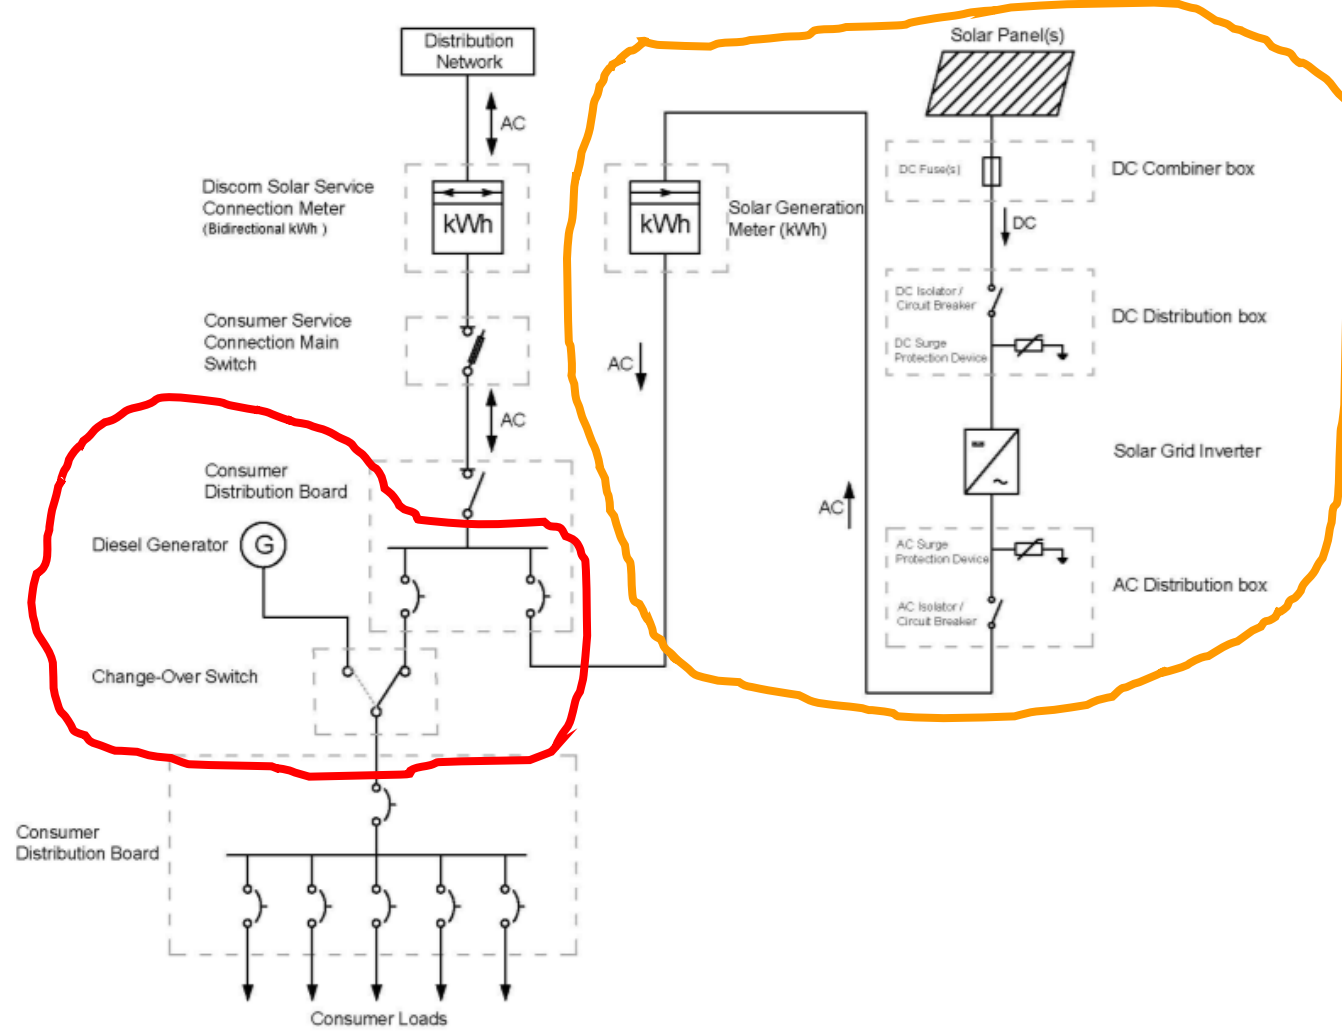 Distribution
Network
AC
Discom Solar Service
Connection Meter
(Bidirectional kWh )
kWh
Consumer Service
Connection Main
Switch
AC
Consumer
Distribution Board
Diesel Generator
G
Change-Over Switch
Consumer
Distribution Board
Consumer Loads
kWh
Solar Generation
Meter (kWh)
AC
AC
Solar Panel(s)
DC Fuse(s)
DC Combiner box
DC
DC Isolator /
Circuit Breaker
DC Distribution box
DC Surge
Protection Device
Solar Grid Inverter
AC Surge
Protection Device
AC Distribution box
AC Isolator /
Circuit Breaker